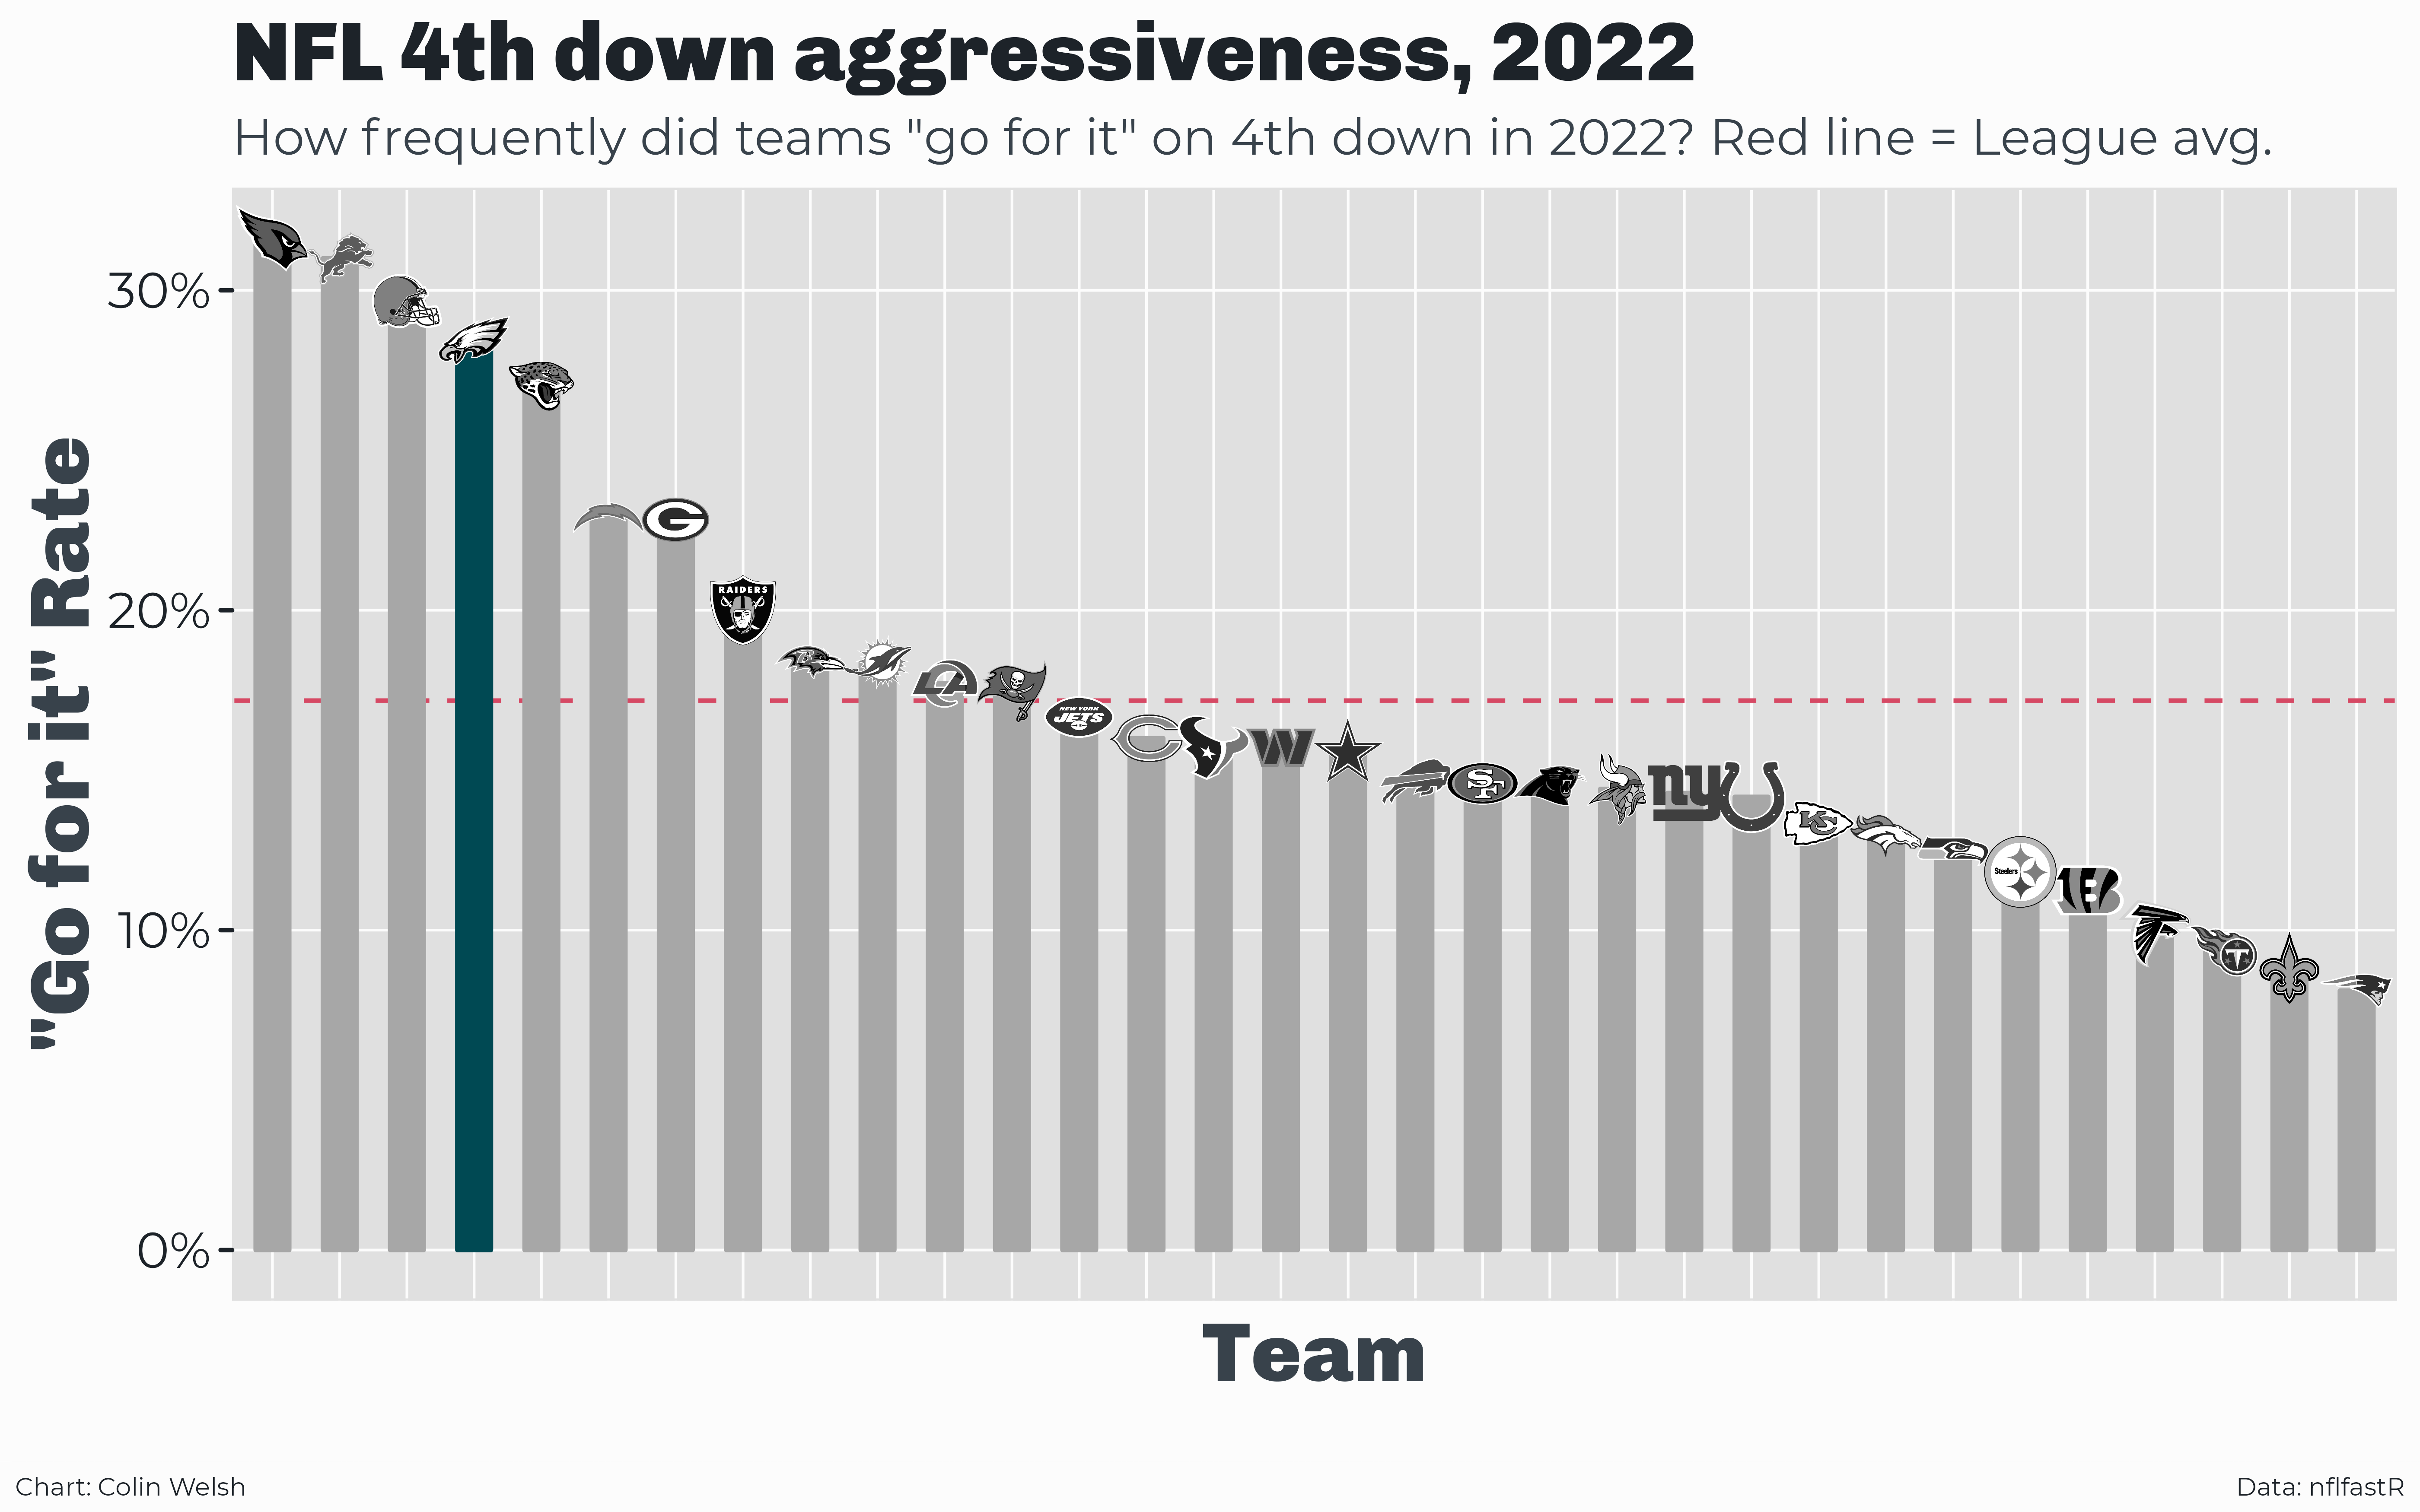 NFL 4th down aggressiveness, 2022
How frequently did teams "go for it" on 4th down in 2022? Red line = League avg.
"Go for it" Rate
30%
20%
10%
0%
RAIDERS
NEW YORK
JETS
SF
ny
KC
Steelers
B
T
Team
Chart: Colin Welsh
Data: nflfastR